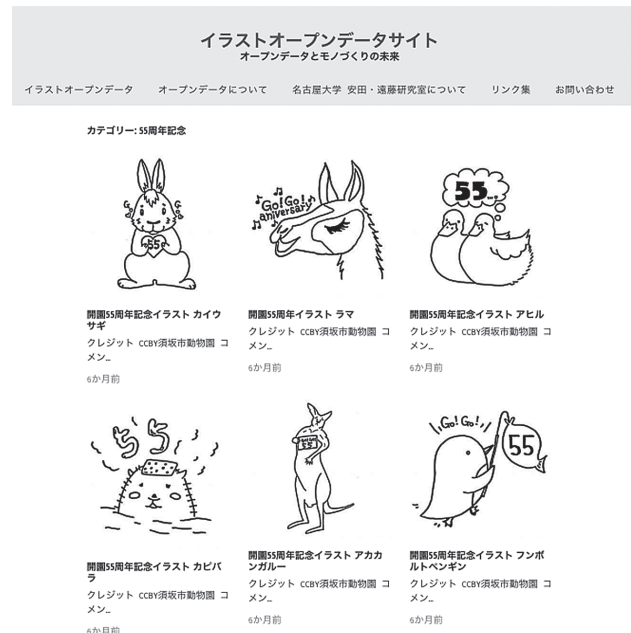 イラストオープンデータサイト
オープンデータとモノづくりの未来
イラストオープンデータ オープンデータについて 名古屋大学 安田・遠藤研究室について リンク集 お問い合わせ
カテゴリー: 55周年記念
Go! Go!
55
Go! Go!
aniversary
55
開園55周年記念イラスト カイウ
サギ
クレジット CCBY須坂市動物園 コ
メン…
6か月前
開園55周年イラスト ラマ
クレジット CCBY須坂市動物園 コ
メン…
6か月前
開園55周年記念イラスト アヒル
クレジット CCBY須坂市動物園 コ
メン…
6か月前
55
55
Go! Go!
55
開園55周年記念イラスト カピバ
ラ
クレジット CCBY須坂市動物園 コ
メン…
6か月前
開園55周年記念イラスト アカカ
ンガルー
クレジット CCBY須坂市動物園 コ
メン…
6か月前
開園55周年記念イラスト フンボ
ルトペンギン
クレジット CCBY須坂市動物園 コ
メン…
6か月前